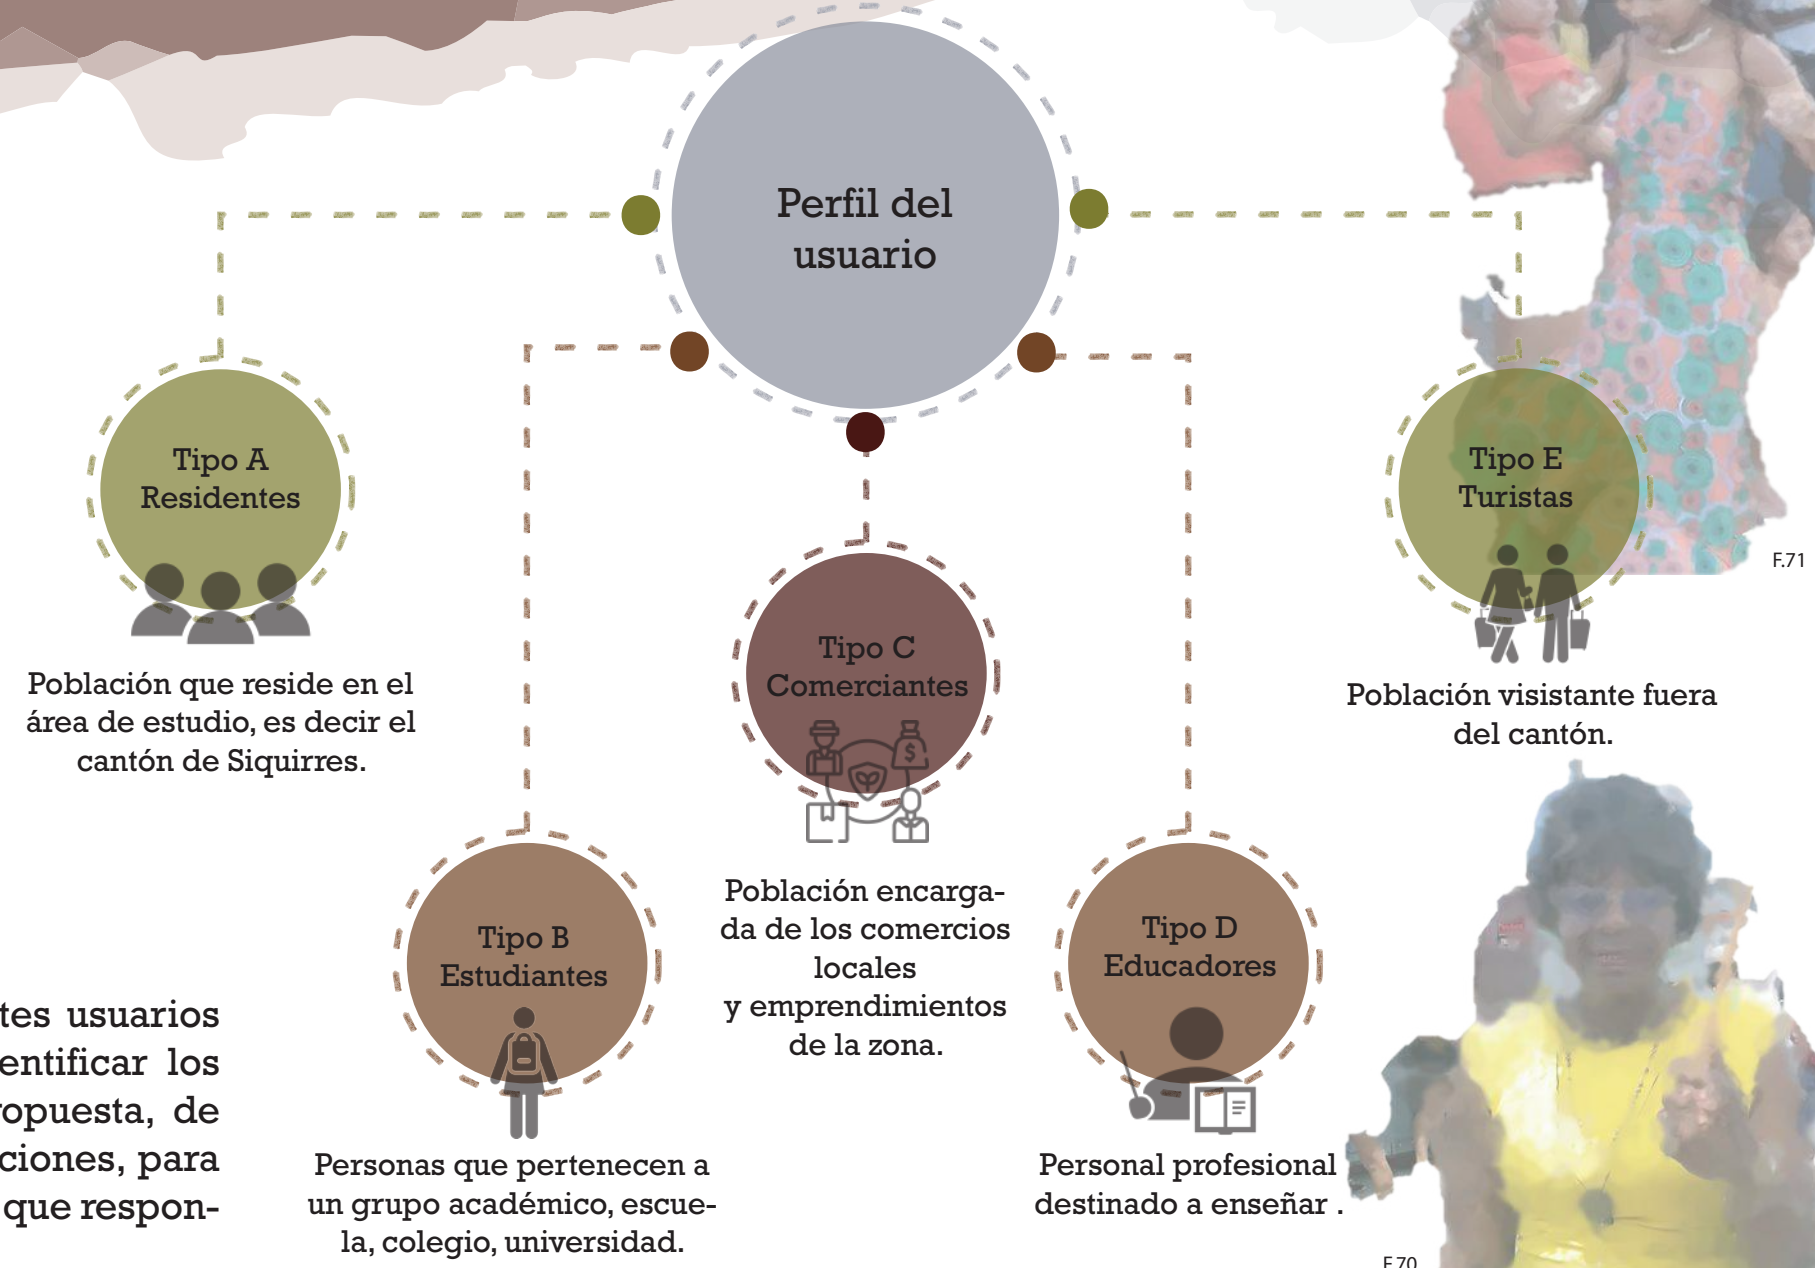 Perfil del
usuario
Tipo A
Residentes
Población que reside en el
área de estudio, es decir el
cantón de Siquirres.
Tipo B
Estudiantes
Personas que pertenecen a
un grupo académico, escue-
la, colegio, universidad.
Tipo C
Comerciantes
Población encarga-
da de los comercios
locales
y emprendimientos
de la zona.
Tipo D
Educadores
Personal profesional
destinado a enseñar .
Tipo E
Turistas
Población visistante fuera
del cantón.
F.71
F.70
tes usuarios
entificar los
ropuesta, de
ciones, para
que respon-